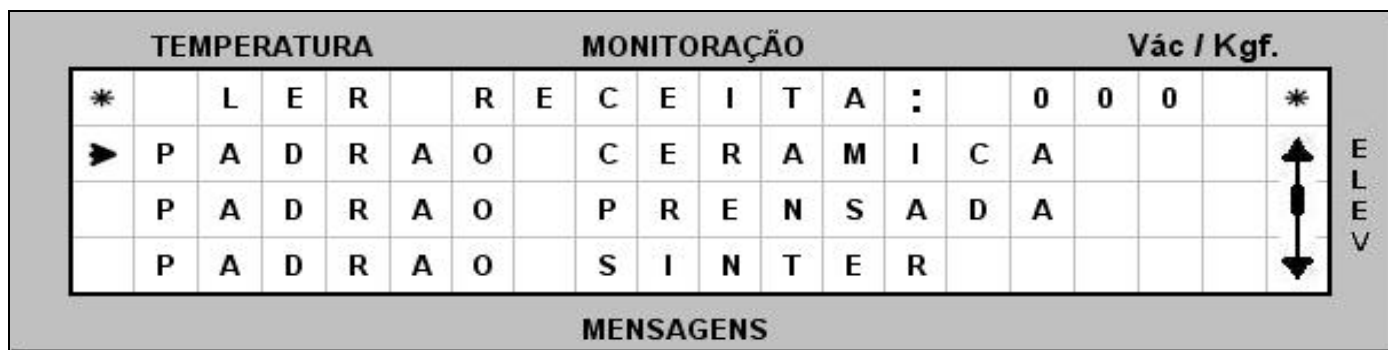 TEMPERATURA MONITORAÇÃO Vác / Kgf.
* LER RECEITA: 000 *
PADRAO CERAMICA
PADRAO PRENSADA
PADRAO SINTER
ELEV
MENSAGENS